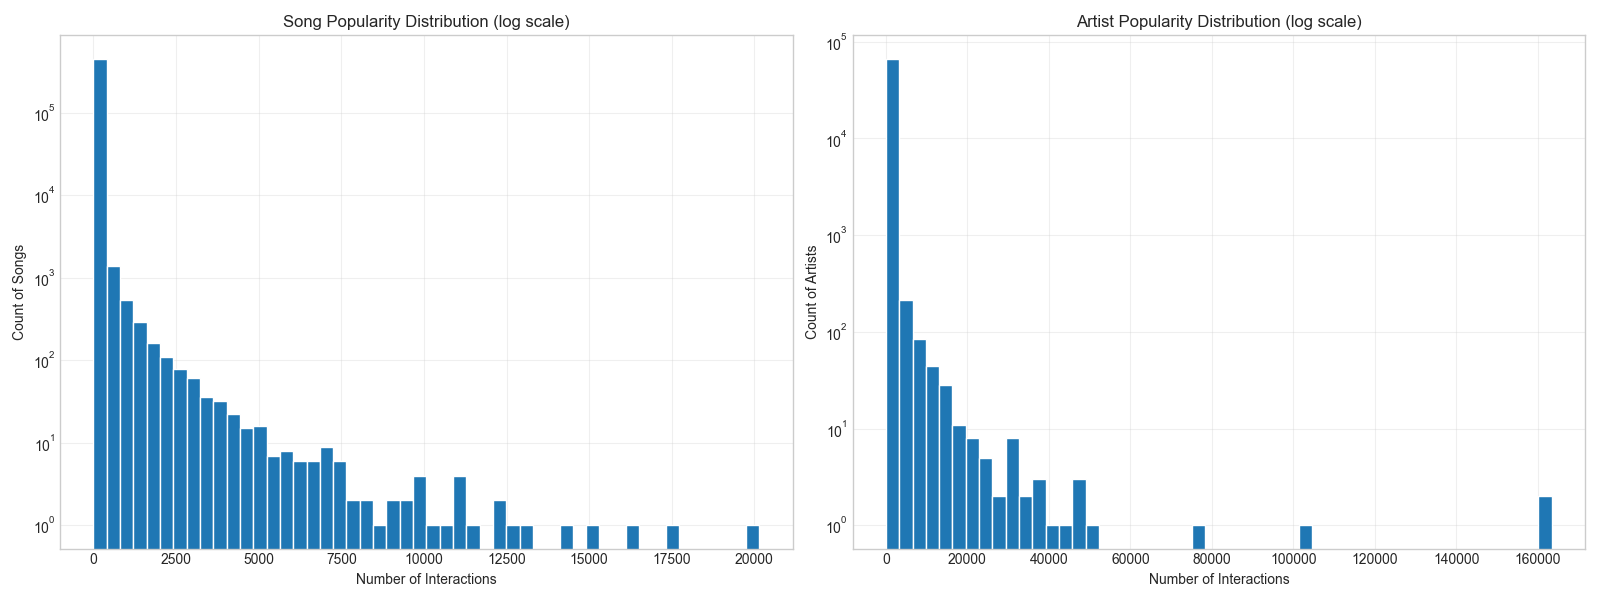 Song Popularity Distribution (log scale)
Count of Songs
10^5
10^4
10^3
10^2
10^1
10^0
0 2500 5000 7500 10000 12500 15000 17500 20000
Number of Interactions
Artist Popularity Distribution (log scale)
Count of Artists
10^5
10^4
10^3
10^2
10^1
10^0
0 20000 40000 60000 80000 100000 120000 140000 160000
Number of Interactions